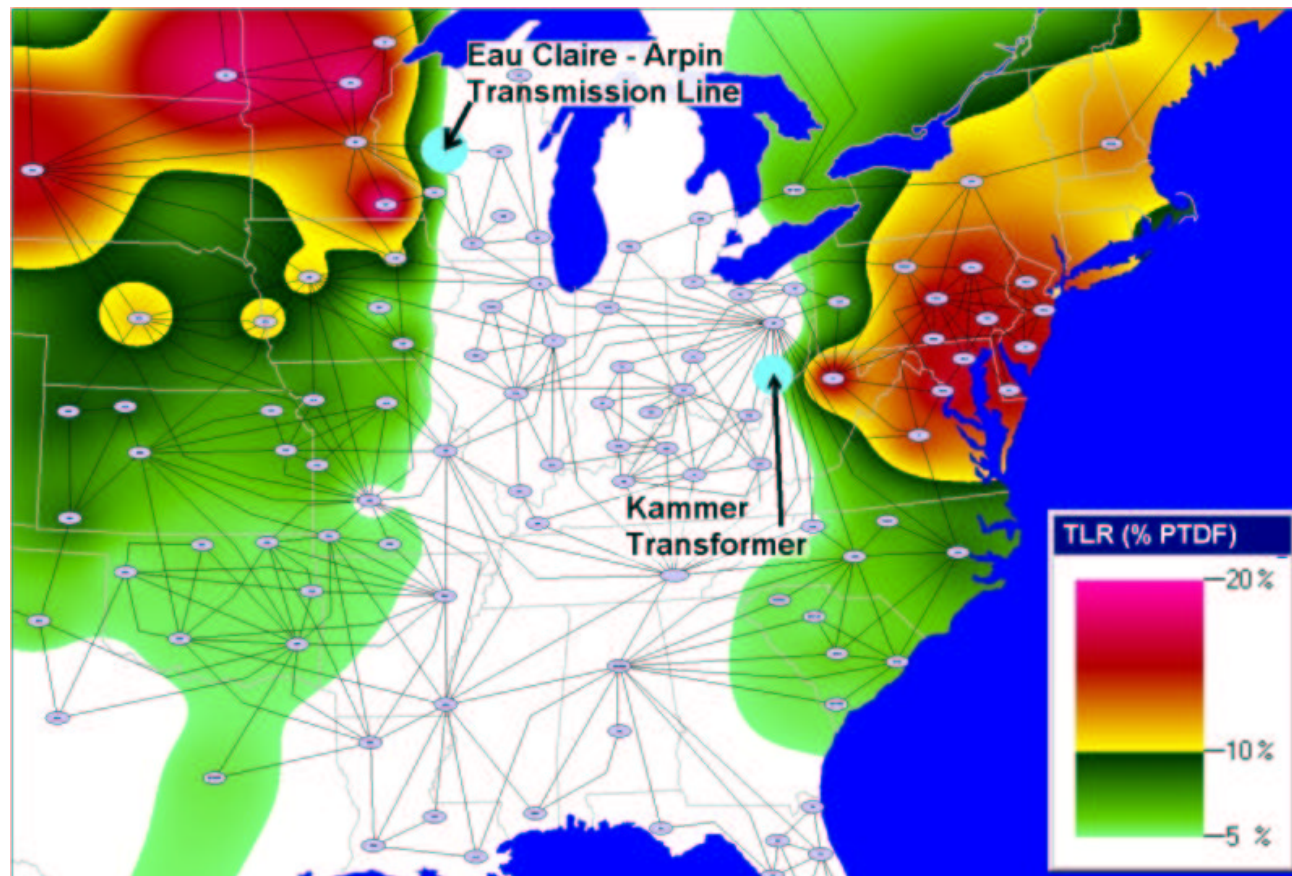 Eau Claire - Arpin
Transmission Line
Kammer
Transformer
TLR (% PTDF)
20 %
10 %
5 %